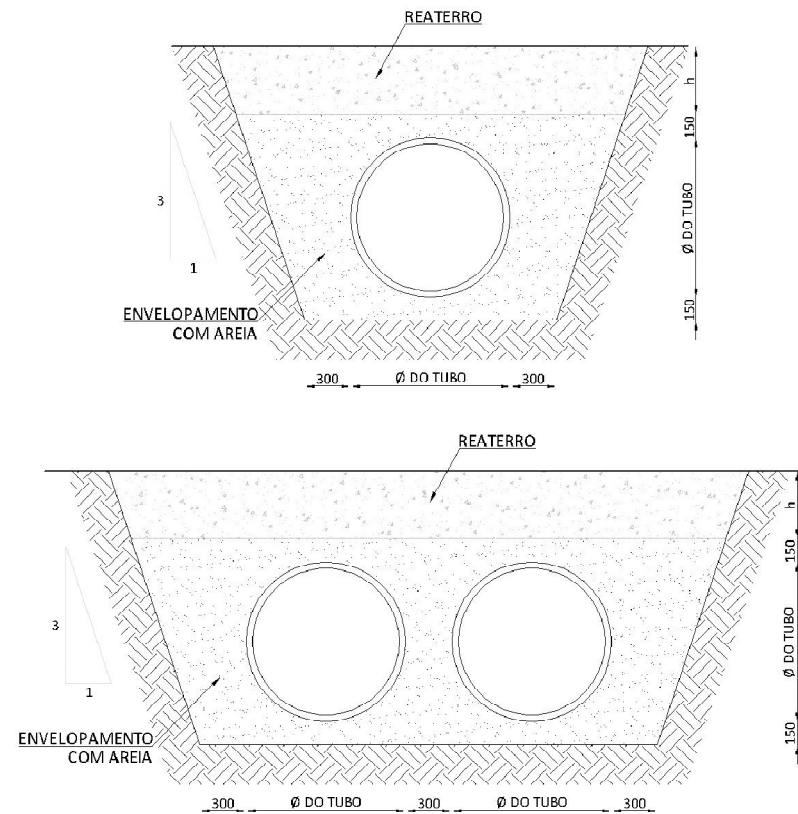 REATERRO
h
150
Ø DO TUBO
150
3
1
ENVELOPAMENTO
COM AREIA
300
Ø DO TUBO
300
REATERRO
h
150
Ø DO TUBO
150
3
1
ENVELOPAMENTO
COM AREIA
300
Ø DO TUBO
300
Ø DO TUBO
300